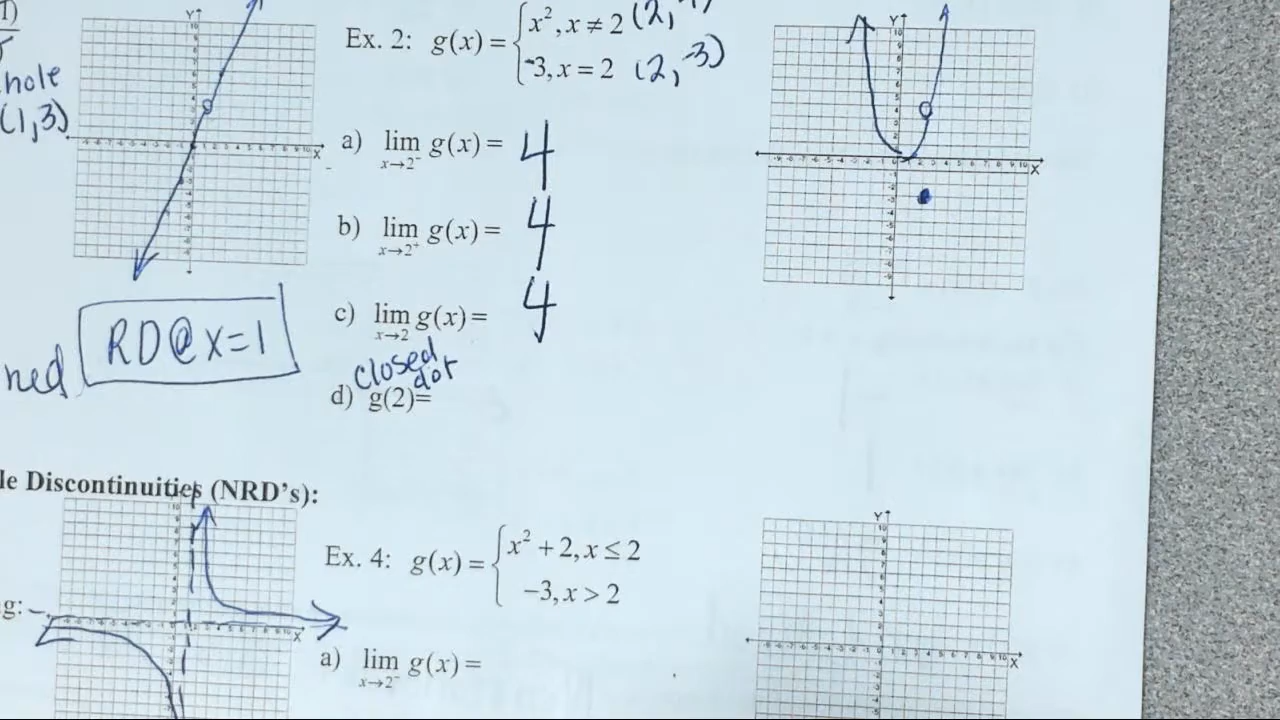 hole
(1,3)
Ex. 2: g(x) = { x², x ≠ 2 (2,
-3, x = 2 (2, -3)
a) lim g(x) = 4
x→2⁻
b) lim g(x) = 4
x→2⁺
c) lim g(x) = 4
x→2
closed
dot
d) g(2)=
RD@X=1
ned
le Discontinuities (NRD's):
g:
Ex. 4: g(x) = { x² + 2, x ≤ 2
-3, x > 2
a) lim g(x) =
x→2⁻
Y
X
Y
X
X
Y
X